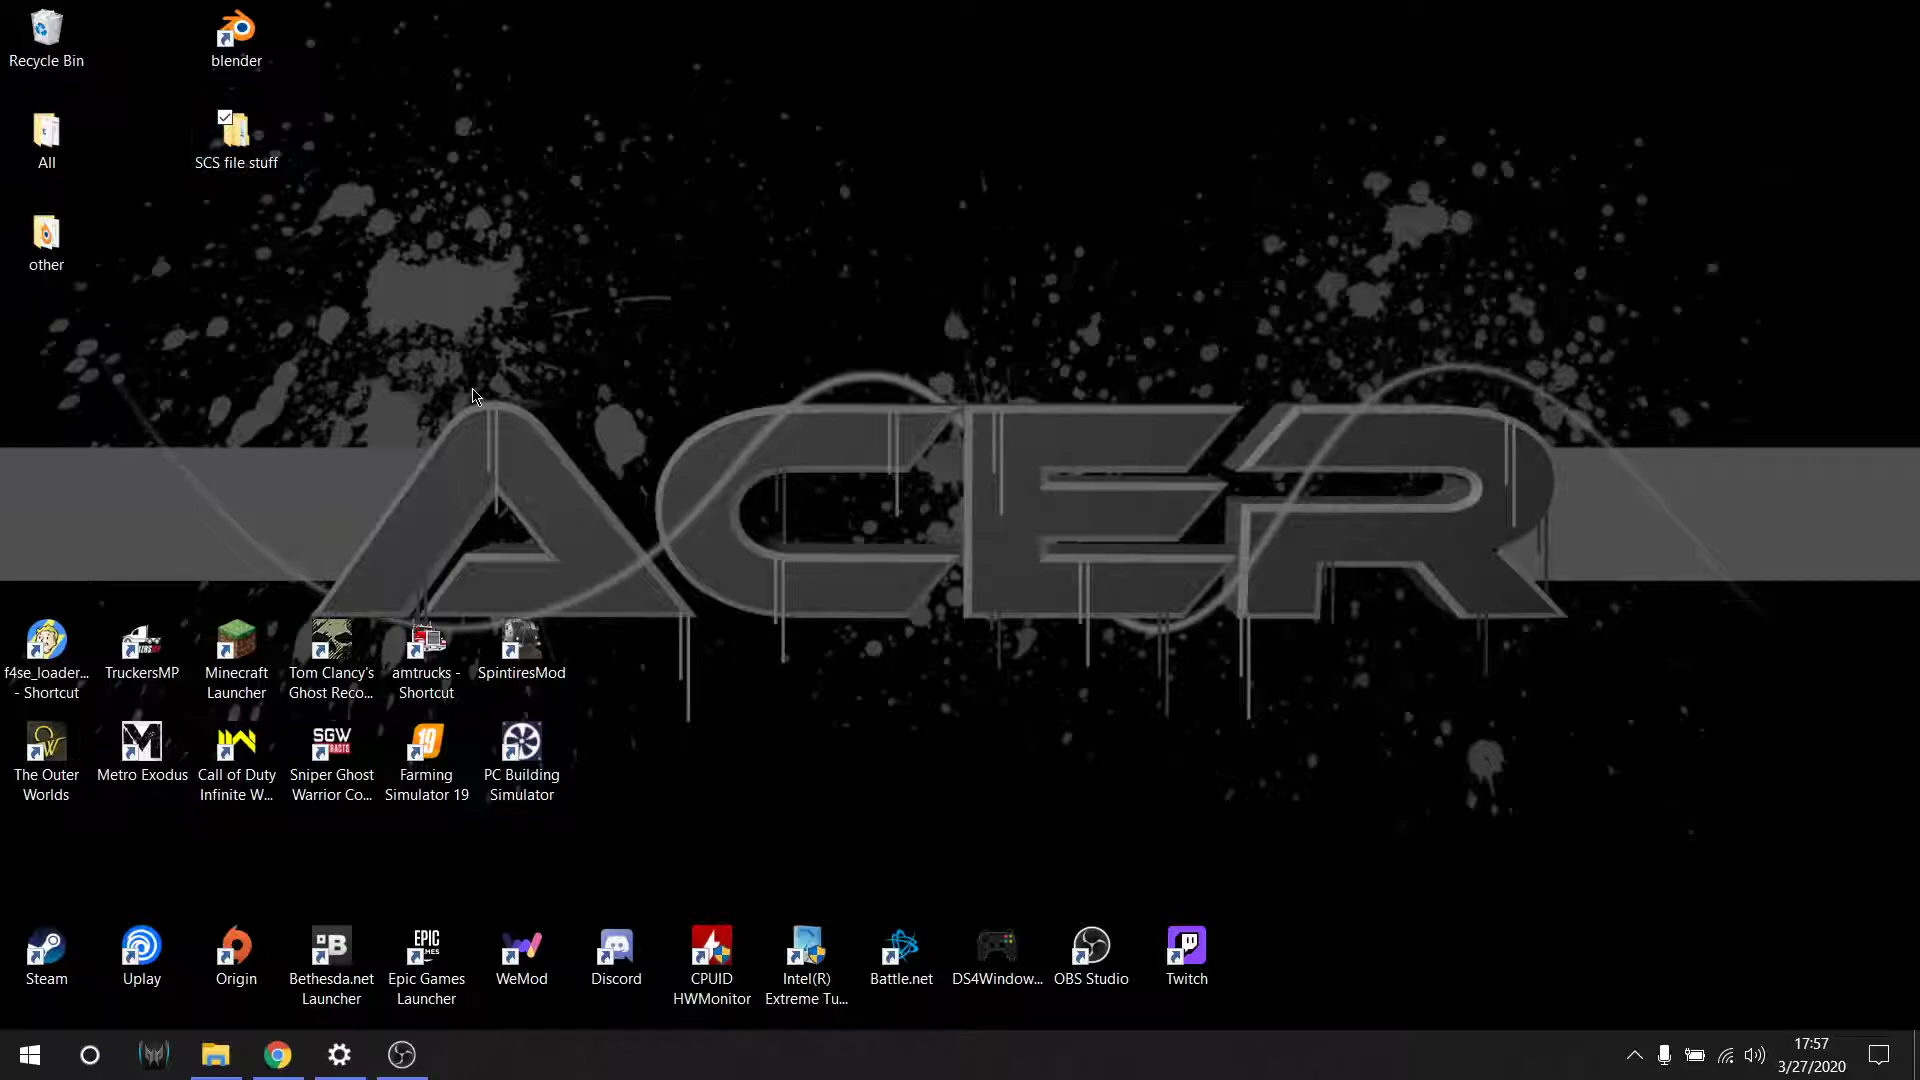 Recycle Bin
blender
All
SCS file stuff
other
ACER
f4se_loader...
- Shortcut
TruckersMP
Minecraft
Launcher
Tom Clancy's
Ghost Reco...
amtrucks -
Shortcut
SpintiresMod
The Outer
Worlds
Metro Exodus
Call of Duty
Infinite W...
SGW
Sniper Ghost
Warrior Co...
19
Farming
Simulator 19
PC Building
Simulator
Steam
Uplay
Origin
B
Bethesda.net
Launcher
EPIC
Epic Games
Launcher
WeMod
Discord
CPUID
HWMonitor
Intel(R)
Extreme Tu...
Battle.net
DS4Window...
OBS Studio
Twitch
17:57
3/27/2020